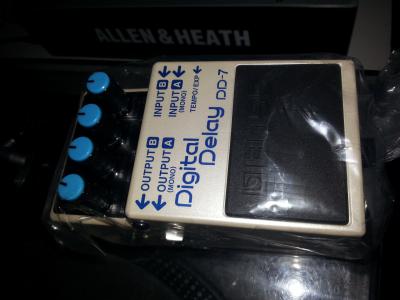 ALLEN & HEATH
INPUT B
INPUT A
(MONO)
TEMPO/EXP
OUTPUT B
OUTPUT A
(MONO)
Digital
Delay DD-7